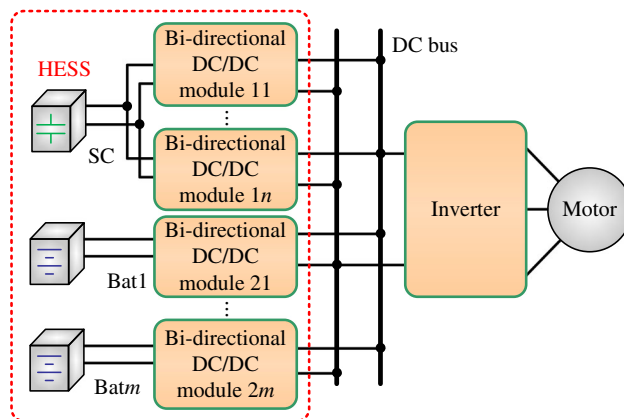 HESS
SC
Bi-directional
DC/DC
module 11
Bi-directional
DC/DC
module 1n
Bat1
Bi-directional
DC/DC
module 21
Batm
Bi-directional
DC/DC
module 2m
DC bus
Inverter
Motor